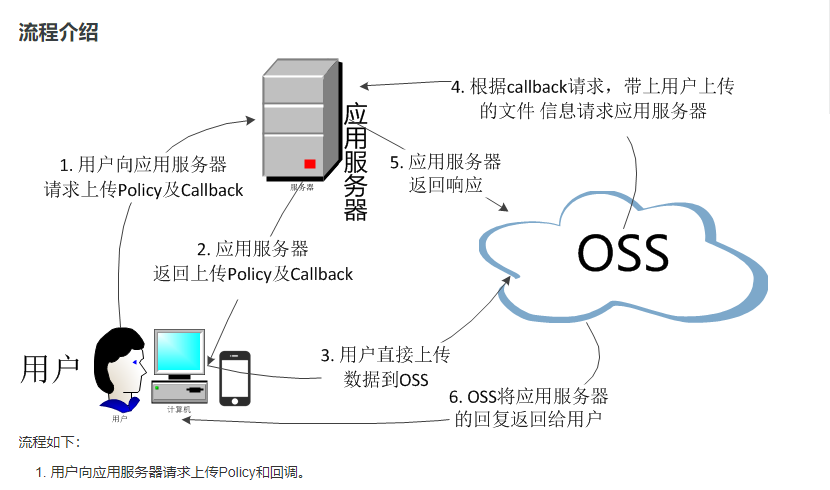 流程介绍
4. 根据callback请求，带上用户上传
的文件 信息请求应用服务器
应用服务器
1. 用户向应用服务器
请求上传Policy及Callback
5. 应用服务器
返回响应
服务器
2. 应用服务器
返回上传Policy及Callback
OSS
3. 用户直接上传
数据到OSS
用户
计算机
用户
6. OSS将应用服务器
的回复返回给用户
流程如下：
1. 用户向应用服务器请求上传Policy和回调。